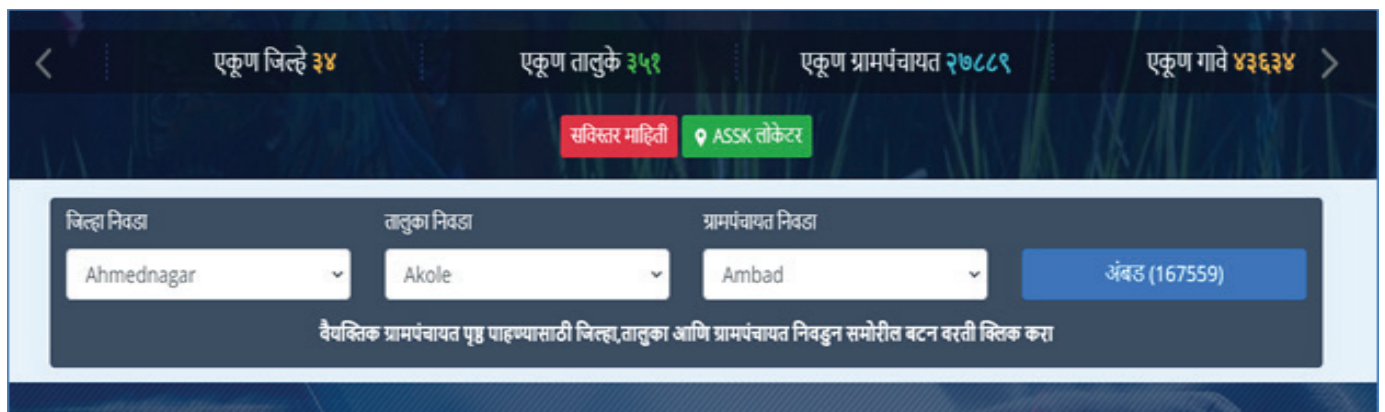 एकूण जिल्हे ३४ एकूण तालुके ३५१ एकूण ग्रामपंचायत २७८८९ एकूण गावे ४३६३४
सविस्तर माहिती ASSK लोकेटर
जिल्हा निवडा तालुका निवडा ग्रामपंचायत निवडा
Ahmednagar Akole Ambad अंबड (167559)
वैयक्तिक ग्रामपंचायत पृष्ठ पाहण्यासाठी जिल्हा,तालुका आणि ग्रामपंचायत निवडुन समोरील बटन वरती क्लिक करा